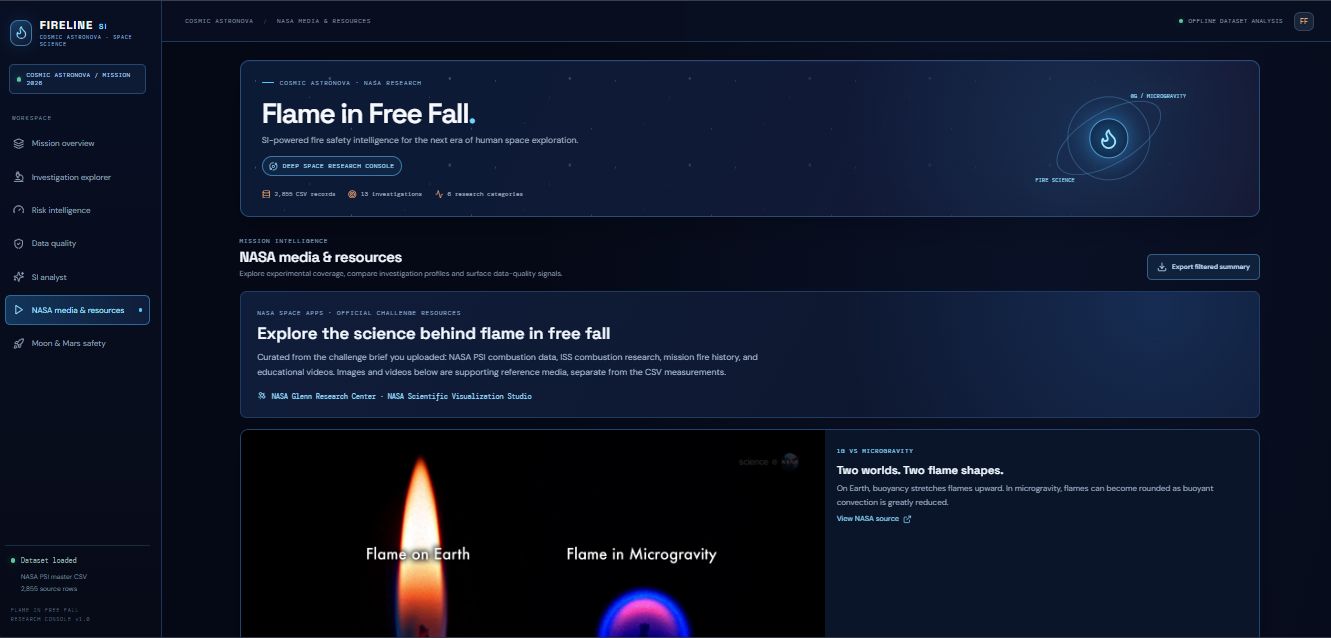 FIRELINE SI
COSMIC ASTRONOVA · SPACE
SCIENCE
COSMIC ASTRONOVA / MISSION
2026
WORKSPACE
Mission overview
Investigation explorer
Risk intelligence
Data quality
SI analyst
NASA media & resources
Moon & Mars safety
Dataset loaded
NASA PSI master CSV
2,855 source rows
FLAME IN FREE FALL
RESEARCH CONSOLE v1.0
COSMIC ASTRONOVA / NASA MEDIA & RESOURCES
OFFLINE DATASET ANALYSIS
FF
COSMIC ASTRONOVA · NASA RESEARCH
Flame in Free Fall.
SI-powered fire safety intelligence for the next era of human space exploration.
DEEP SPACE RESEARCH CONSOLE
2,855 CSV records 13 investigations 6 research categories
0G / MICROGRAVITY
FIRE SCIENCE
MISSION INTELLIGENCE
NASA media & resources
Explore experimental coverage, compare investigation profiles and surface data-quality signals.
Export filtered summary
NASA SPACE APPS · OFFICIAL CHALLENGE RESOURCES
Explore the science behind flame in free fall
Curated from the challenge brief you uploaded: NASA PSI combustion data, ISS combustion research, mission fire history, and
educational videos. Images and videos below are supporting reference media, separate from the CSV measurements.
NASA Glenn Research Center · NASA Scientific Visualization Studio
science @ NASA
Flame on Earth
Flame in Microgravity
1G VS MICROGRAVITY
Two worlds. Two flame shapes.
On Earth, buoyancy stretches flames upward. In microgravity, flames can become rounded as buoyant
convection is greatly reduced.
View NASA source